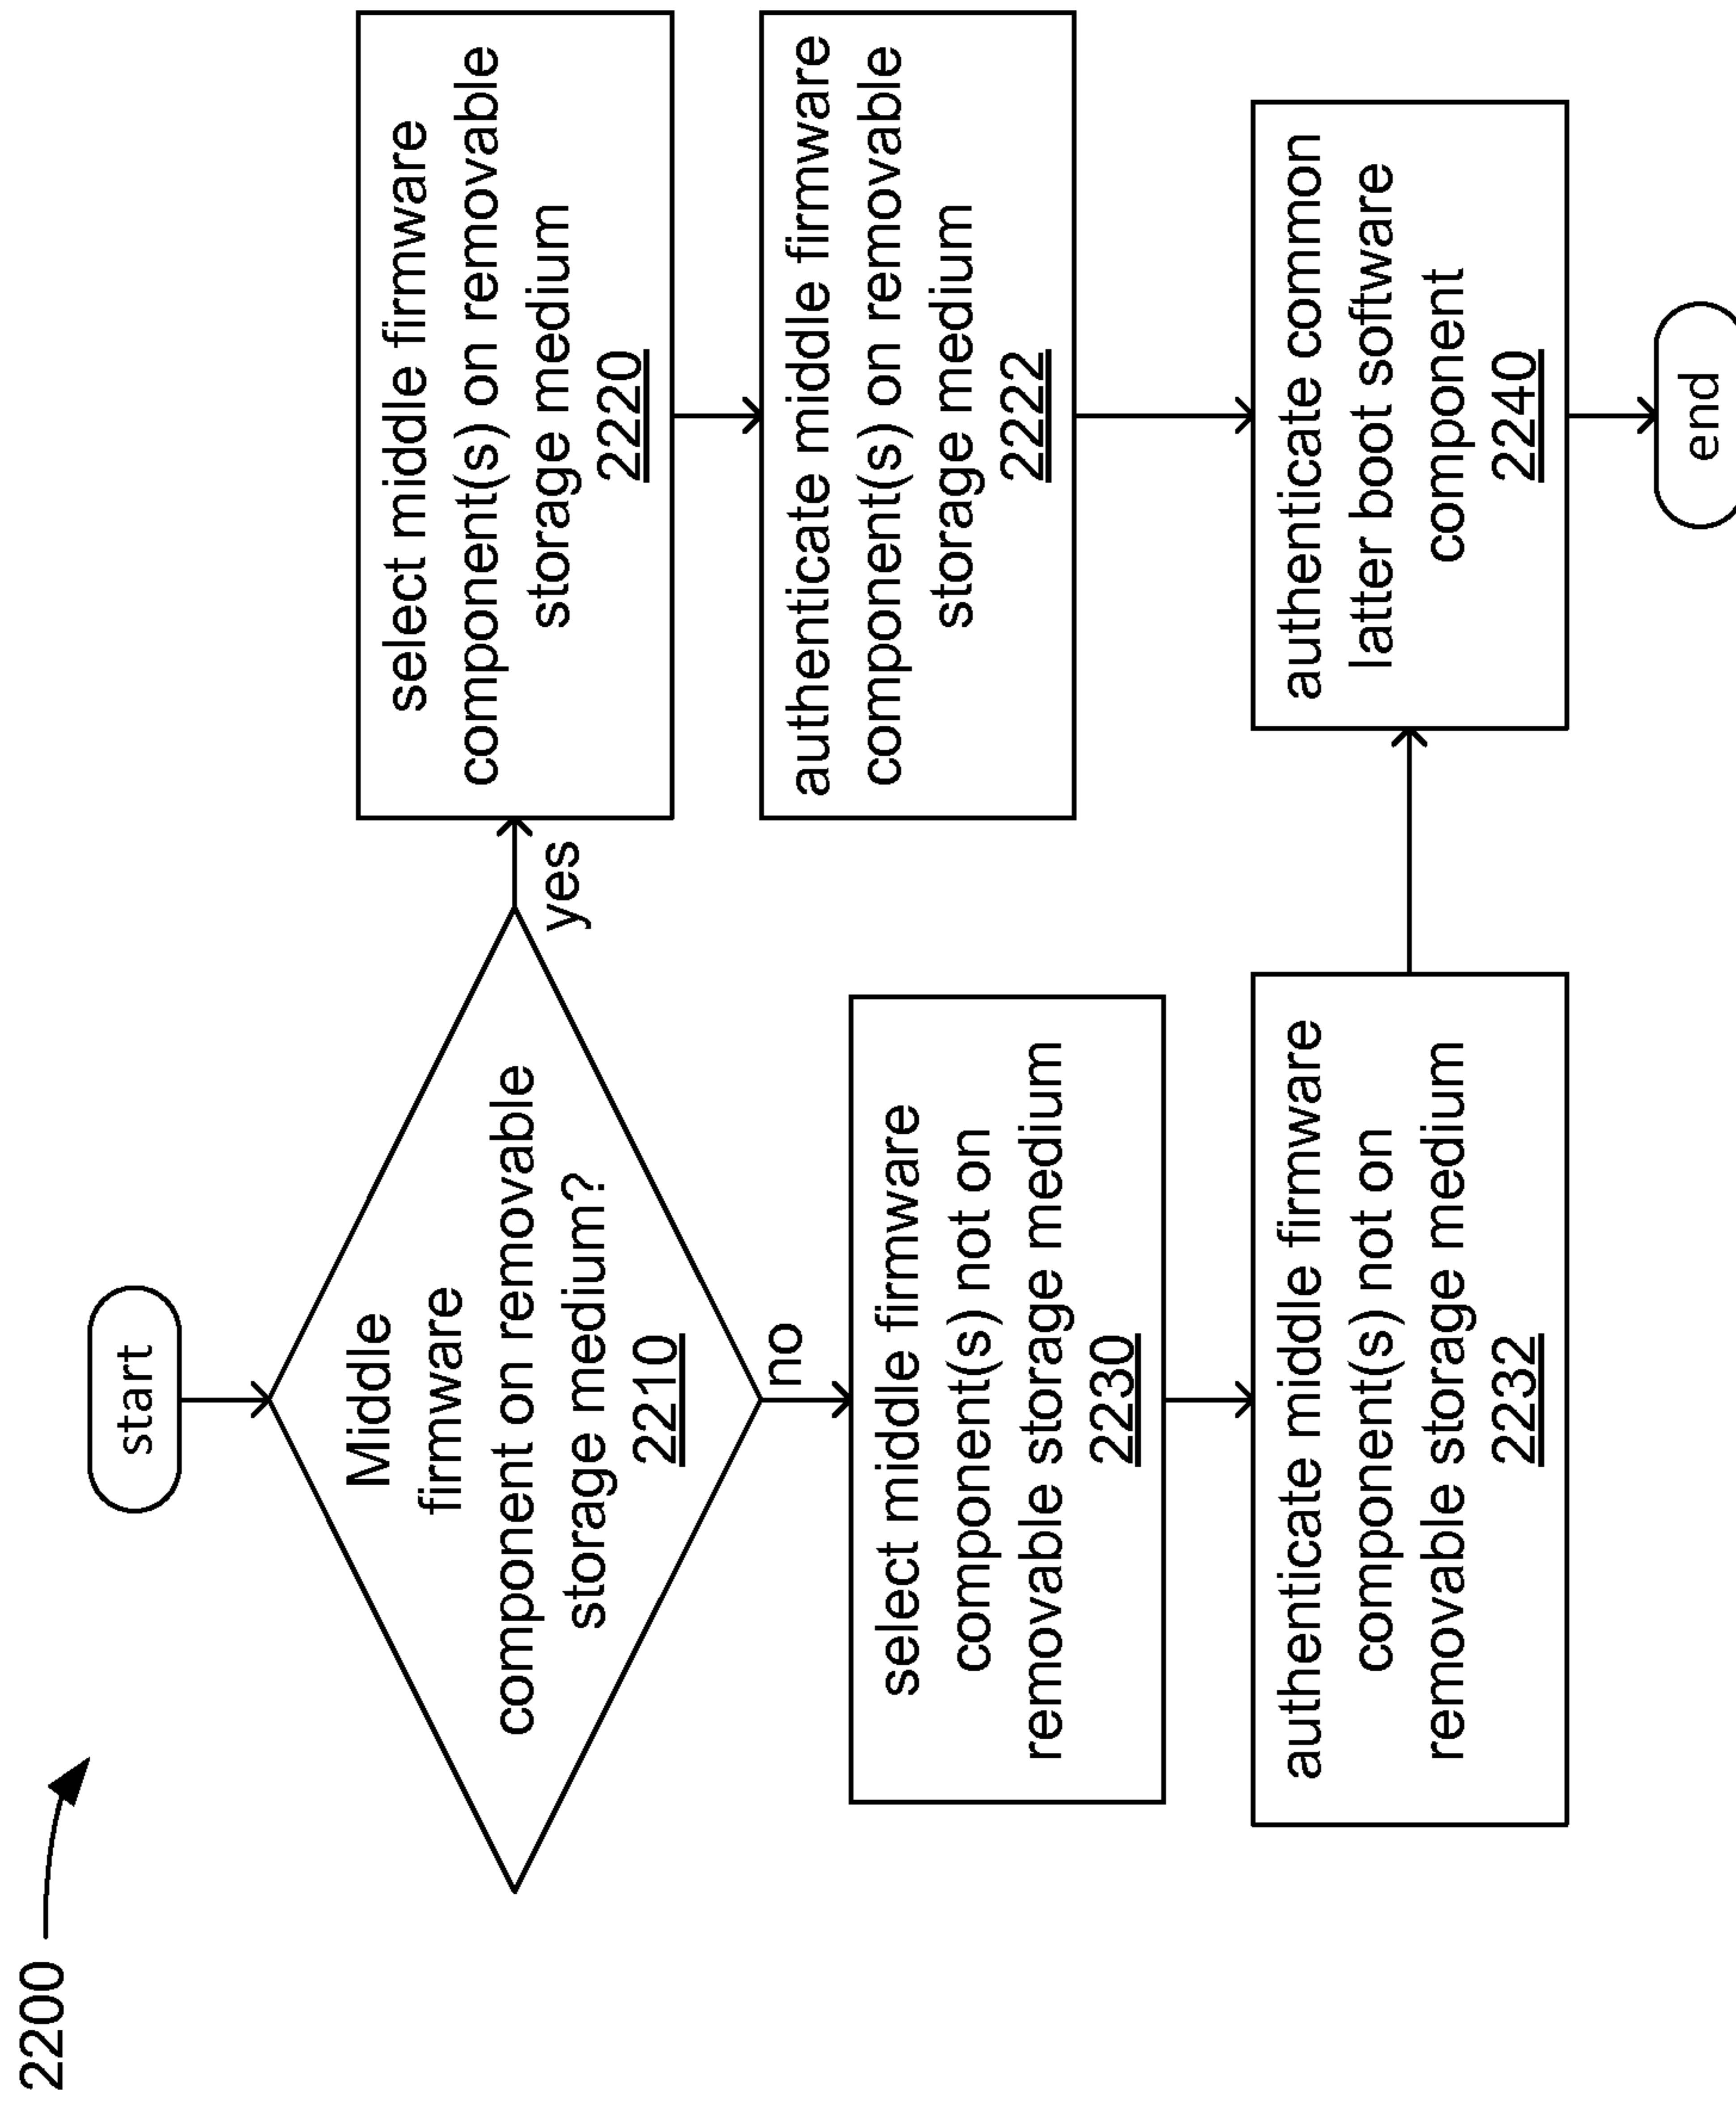 2200
start
Middle
firmware
component on removable
storage medium?
2210
yes
select middle firmware
component(s) on removable
storage medium
2220
authenticate middle firmware
component(s) on removable
storage medium
2222
no
select middle firmware
component(s) not on
removable storage medium
2230
authenticate middle firmware
component(s) not on
removable storage medium
2232
authenticate common
latter boot software
component
2240
end